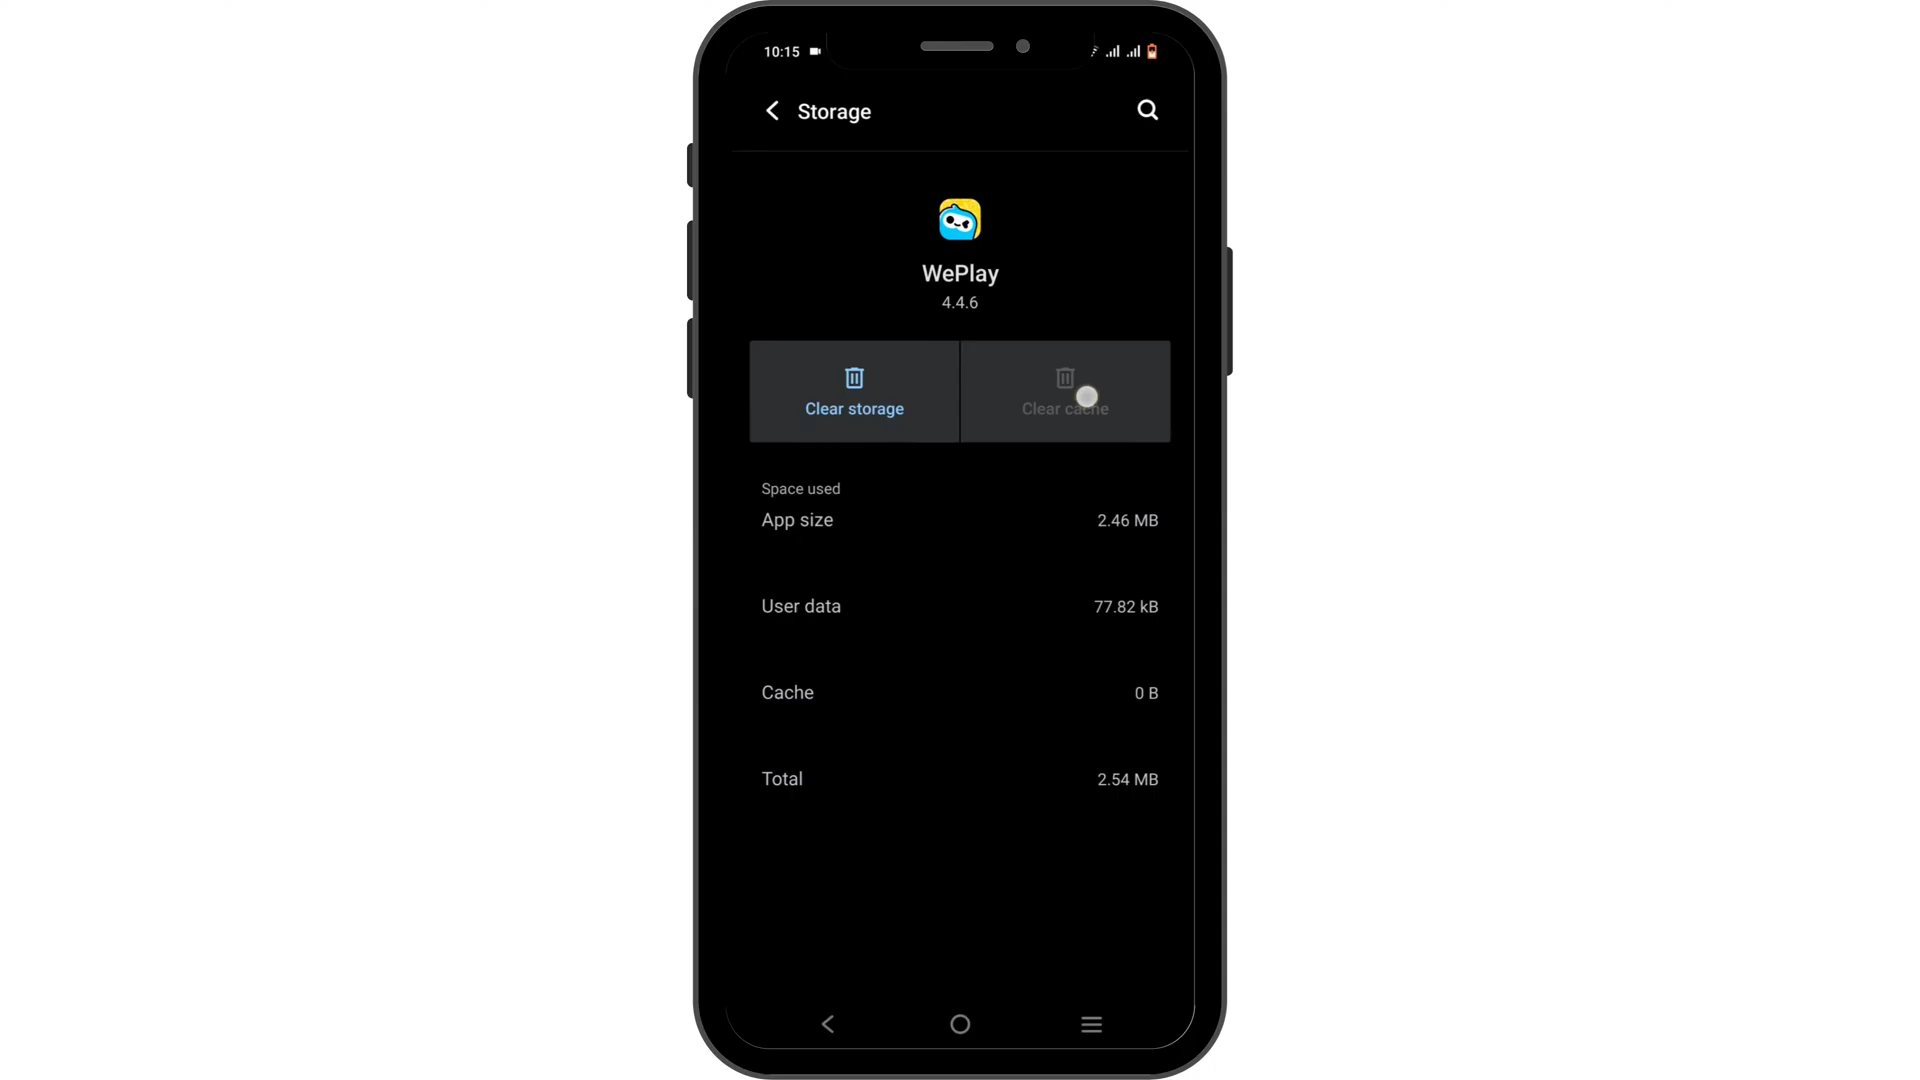 10:15
Storage
WePlay
4.4.6
Clear storage
Clear cache
Space used
App size 2.46 MB
User data 77.82 kB
Cache 0 B
Total 2.54 MB